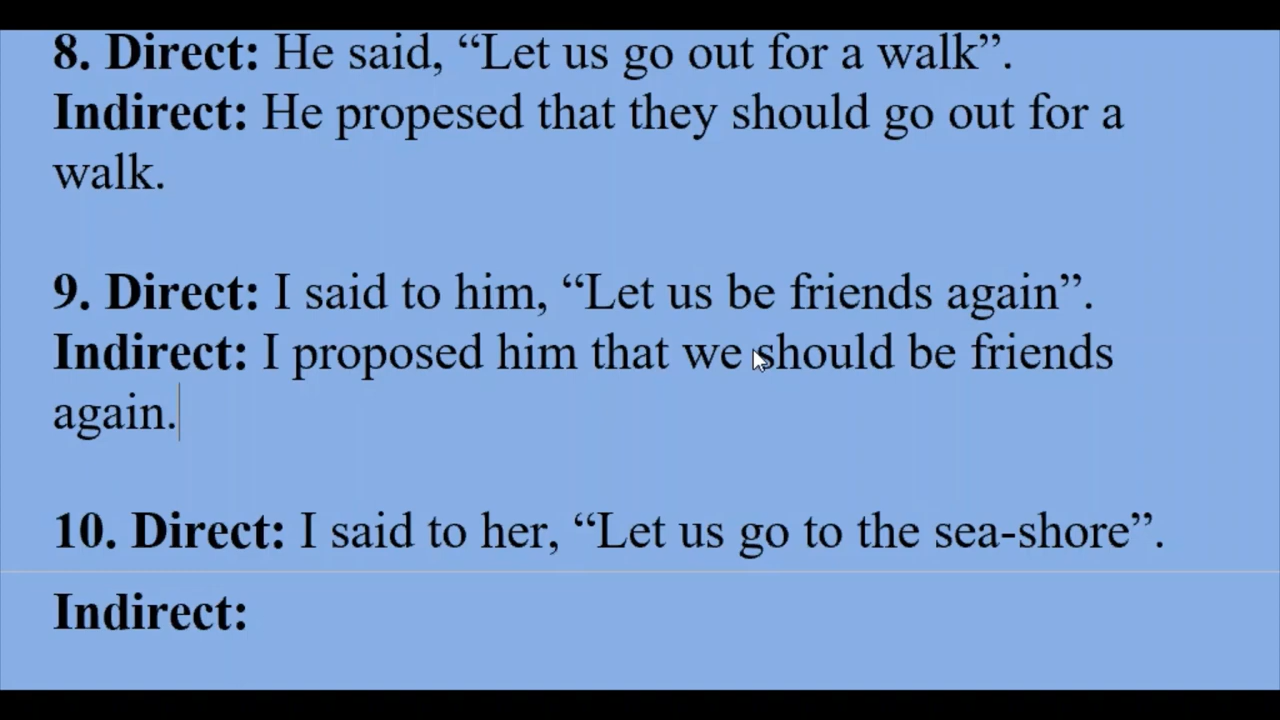 8. Direct: He said, “Let us go out for a walk”.
Indirect: He propesed that they should go out for a
walk.
9. Direct: I said to him, “Let us be friends again”.
Indirect: I proposed him that we should be friends
again.
10. Direct: I said to her, “Let us go to the sea-shore”.
Indirect: